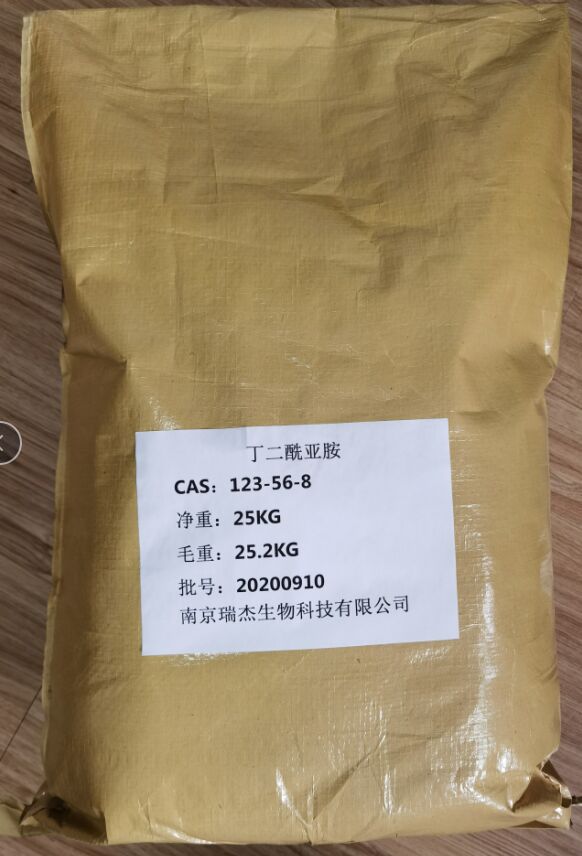 丁二酰亚胺
CAS：123-56-8
净重：25KG
毛重：25.2KG
批号：20200910
南京瑞杰生物科技有限公司